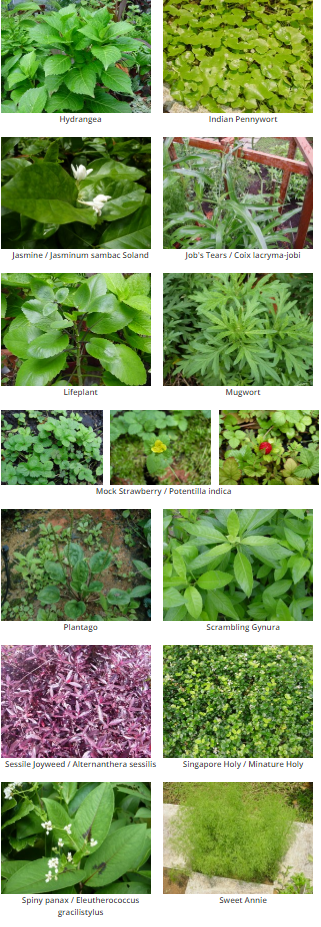 Hydrangea
Indian Pennywort
Jasmine / Jasminum sambac Soland
Job's Tears / Coix lacryma-jobi
Lifeplant
Mugwort
Mock Strawberry / Potentilla indica
Plantago
Scrambling Gynura
Sessile Joyweed / Alternanthera sessilis
Singapore Holy / Minature Holy
Spiny panax / Eleutherococcus
gracilistylus
Sweet Annie